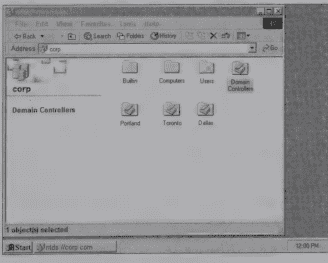 File Edit View Favorites Tools Help
Back Search Folders History
Address corp Go
corp
Builtin Computers Users Domain Controllers
Domain Controllers
Portland Toronto Dallas
1 object(s) selected
Start 12:00 PM